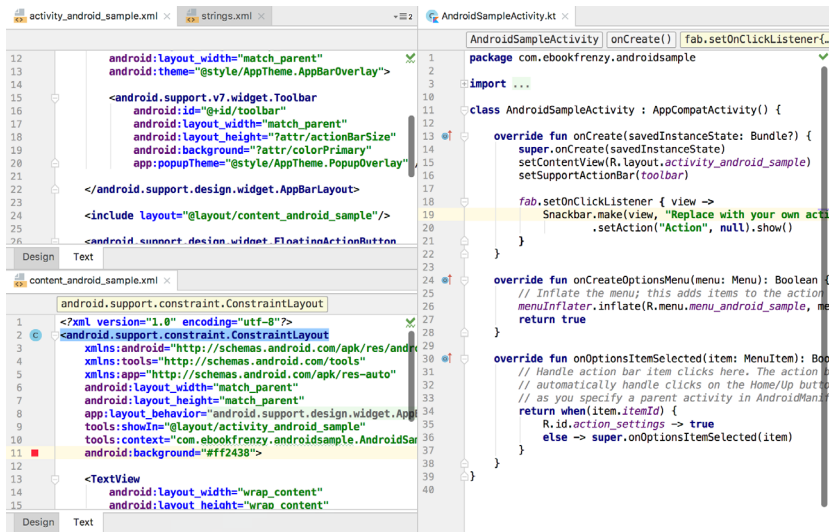 activity_android_sample.xml
strings.xml
2
12 android:layout_width="match_parent"
13 android:theme="@style/AppTheme.AppBarOverlay">
14
15 <android.support.v7.widget.Toolbar
16 android:id="@+id/toolbar"
17 android:layout_width="match_parent"
18 android:layout_height="?attr/actionBarSize"
19 android:background="?attr/colorPrimary"
20 app:popupTheme="@style/AppTheme.PopupOverlay" /
21
22 </android.support.design.widget.AppBarLayout>
23
24 <include layout="@layout/content_android_sample"/>
25
26 <android.support.design.widget.FloatingActionButton
Design Text
content_android_sample.xml
android.support.constraint.ConstraintLayout
1 <?xml version="1.0" encoding="utf-8"?>
2 C <android.support.constraint.ConstraintLayout
3 xmlns:android="http://schemas.android.com/apk/res/andro
4 xmlns:tools="http://schemas.android.com/tools"
5 xmlns:app="http://schemas.android.com/apk/res-auto"
6 android:layout_width="match_parent"
7 android:layout_height="match_parent"
8 app:layout_behavior="android.support.design.widget.AppB
9 tools:showIn="@layout/activity_android_sample"
10 tools:context="com.ebookfrenzy.androidsample.AndroidSam
11 android:background="#ff2438">
12
13 <TextView
14 android:layout_width="wrap_content"
15 android:layout_height="wrap_content"
Design Text
AndroidSampleActivity.kt
AndroidSampleActivity onCreate() fab.setOnClickListener{...
1 package com.ebookfrenzy.androidsample
2
3 import ...
10
11 class AndroidSampleActivity : AppCompatActivity() {
12
13 override fun onCreate(savedInstanceState: Bundle?) {
14 super.onCreate(savedInstanceState)
15 setContentView(R.layout.activity_android_sample)
16 setSupportActionBar(toolbar)
17
18 fab.setOnClickListener { view ->
19 Snackbar.make(view, "Replace with your own acti
20 .setAction("Action", null).show()
21 }
22 }
23
24 override fun onCreateOptionsMenu(menu: Menu): Boolean {
25 // Inflate the menu; this adds items to the action
26 menuInflater.inflate(R.menu.menu_android_sample, me
27 return true
28 }
29
30 override fun onOptionsItemSelected(item: MenuItem): Boo
31 // Handle action bar item clicks here. The action b
32 // automatically handle clicks on the Home/Up butto
33 // as you specify a parent activity in AndroidManif
34 return when(item.itemId) {
35 R.id.action_settings -> true
36 else -> super.onOptionsItemSelected(item)
37 }
38 }
39 }
40